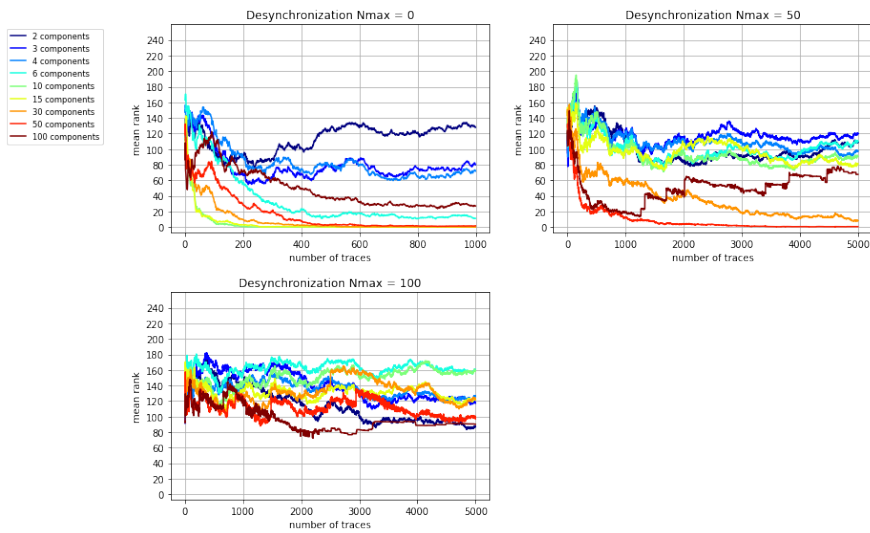 2 components
3 components
4 components
6 components
10 components
15 components
30 components
50 components
100 components
Desynchronization Nmax = 0
mean rank
240
220
200
180
160
140
120
100
80
60
40
20
0
0 200 400 600 800 1000
number of traces
Desynchronization Nmax = 50
mean rank
240
220
200
180
160
140
120
100
80
60
40
20
0
0 1000 2000 3000 4000 5000
number of traces
Desynchronization Nmax = 100
mean rank
240
220
200
180
160
140
120
100
80
60
40
20
0
0 1000 2000 3000 4000 5000
number of traces